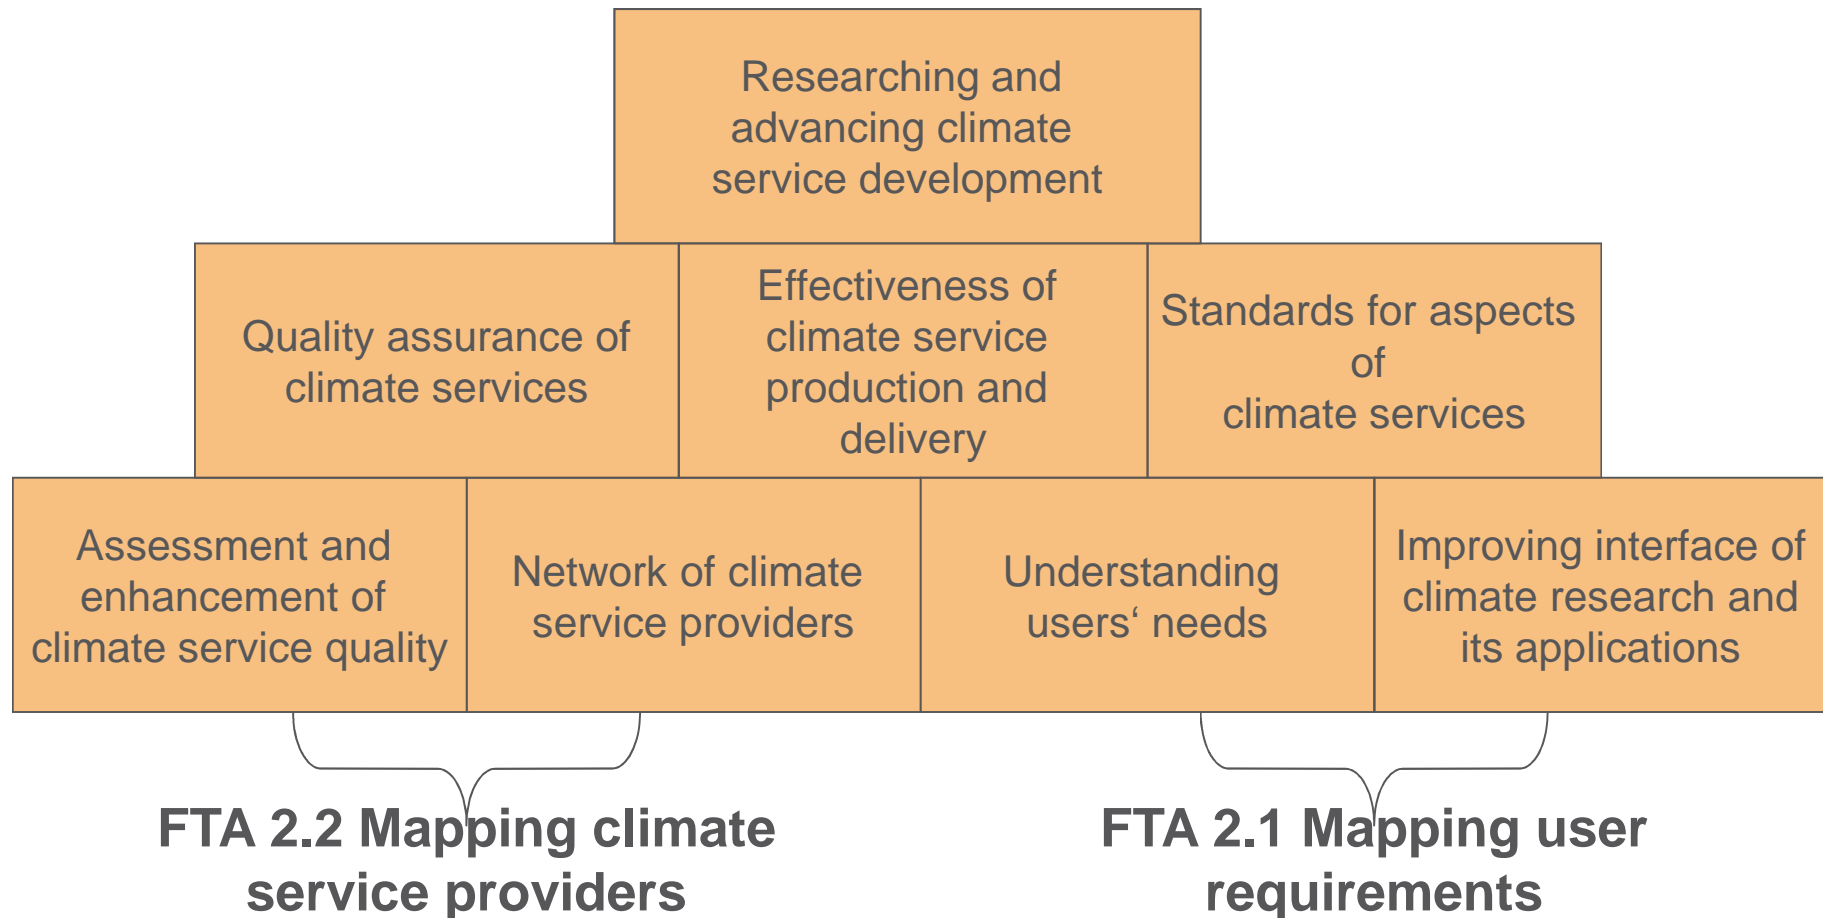 Researching and
advancing climate
service development
Quality assurance of
climate services
Effectiveness of
climate service
production and
delivery
Standards for aspects
of
climate services
Assessment and
enhancement of
climate service quality
Network of climate
service providers
Understanding
users‘ needs
Improving interface of
climate research and
its applications
FTA 2.2 Mapping climate
service providers
FTA 2.1 Mapping user
requirements